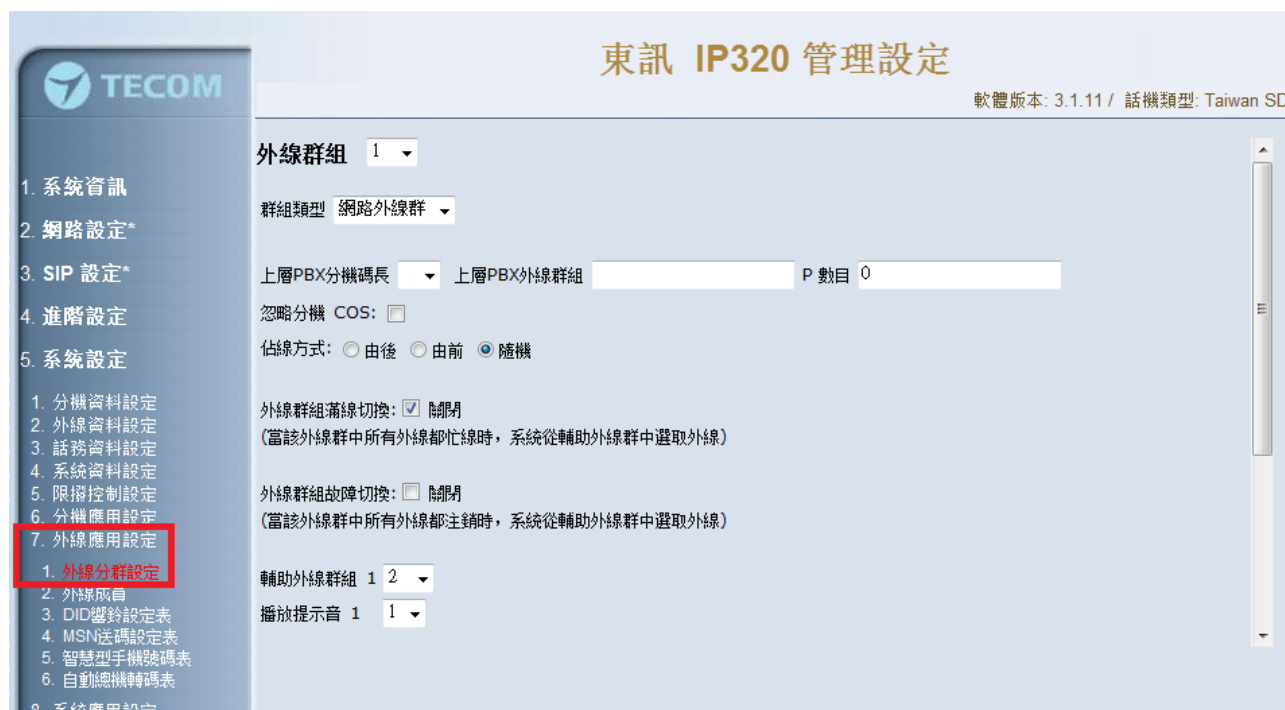 東訊 IP320 管理設定
TECOM
軟體版本: 3.1.11 / 話機類型: Taiwan SD
外線群組 1
1. 系統資訊
群組類型 網路外線群
2. 網路設定*
3. SIP 設定*
上層PBX分機碼長 上層PBX外線群組 P 數目 0
4. 進階設定
忽略分機 COS:
5. 系統設定
佔線方式: 由後 由前 隨機
1. 分機資料設定
2. 外線資料設定
3. 話務資料設定
4. 系統資料設定
5. 限撥控制設定
6. 分機應用設定
7. 外線應用設定
1. 外線分群設定
2. 外線成員
3. DID響鈴設定表
4. MSN送碼設定表
5. 智慧型手機號碼表
6. 自動總機轉碼表
8. 系統應用設定
外線群組滿線切換: 關閉
(當該外線群中所有外線都忙線時，系統從輔助外線群中選取外線)
外線群組故障切換: 關閉
(當該外線群中所有外線都注銷時，系統從輔助外線群中選取外線)
輔助外線群組 1 2
播放提示音 1 1